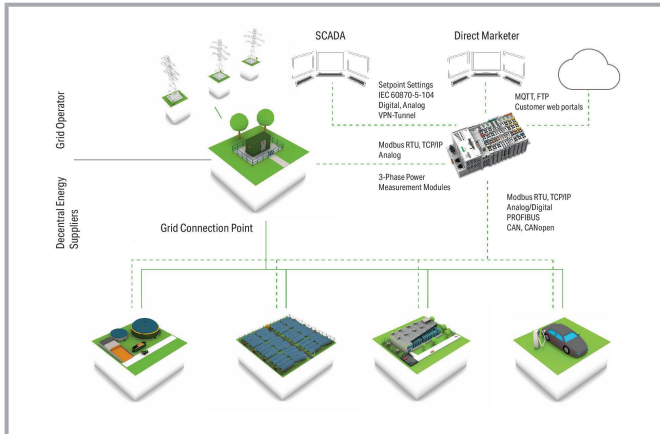 SCADA
Direct Marketer
Grid Operator
Setpoint Settings
IEC 60870-5-104
Digital, Analog
VPN-Tunnel
MQTT, FTP
Customer web portals
Modbus RTU, TCP/IP
Analog
3-Phase Power
Measurement Modules
Decentral Energy
Suppliers
Modbus RTU, TCP/IP
Analog/Digital
PROFIBUS
CAN, CANopen
Grid Connection Point